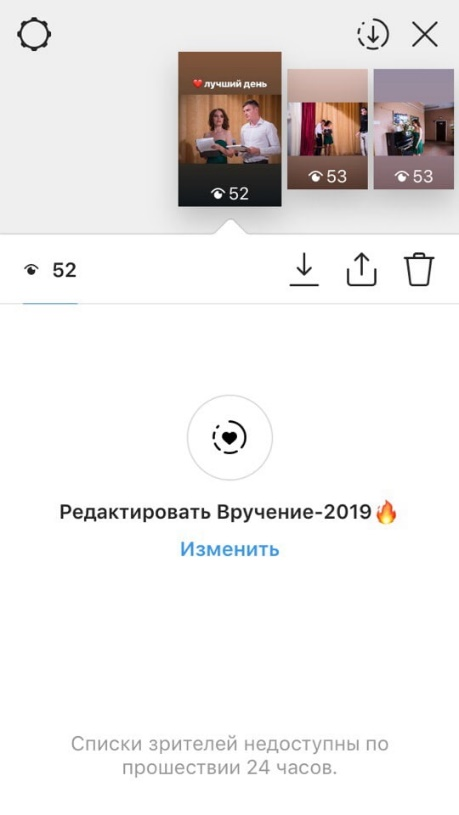 ❤️лучший день
52
53
53
52
Редактировать Вручение-2019🔥
Изменить
Списки зрителей недоступны по
прошествии 24 часов.